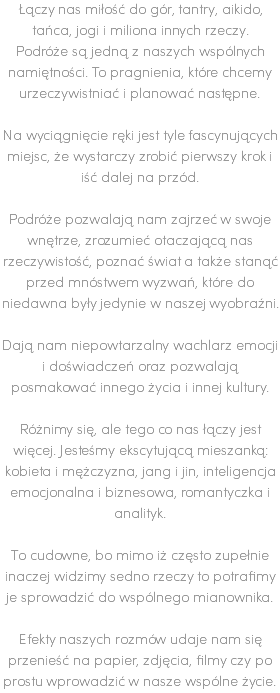 Łączy nas miłość do gór, tantry, aikido,
tańca, jogi i miliona innych rzeczy.
Podróże są jedną z naszych wspólnych
namiętności. To pragnienia, które chcemy
urzeczywistniać i planować następne.
Na wyciągnięcie ręki jest tyle fascynujących
miejsc, że wystarczy zrobić pierwszy krok i
iść dalej na przód.
Podróże pozwalają nam zajrzeć w swoje
wnętrze, zrozumieć otaczającą nas
rzeczywistość, poznać świat a także stanąć
przed mnóstwem wyzwań, które do
niedawna były jedynie w naszej wyobraźni.
Dają nam niepowtarzalny wachlarz emocji
i doświadczeń oraz pozwalają
posmakować innego życia i innej kultury.
Różnimy się, ale tego co nas łączy jest
więcej. Jesteśmy ekscytującą mieszanką:
kobieta i mężczyzna, jang i jin, inteligencja
emocjonalna i biznesowa, romantyczka i
analityk.
To cudowne, bo mimo iż często zupełnie
inaczej widzimy sedno rzeczy to potrafimy
je sprowadzić do wspólnego mianownika.
Efekty naszych rozmów udaje nam się
przenieść na papier, zdjęcia, filmy czy po
prostu wprowadzić w nasze wspólne życie.